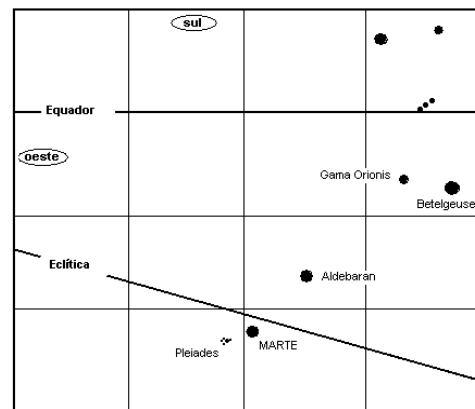 sul
Equador
oeste
Gama Orionis
Betelgeuse
Eclítica
Aldebaran
Pleiades
MARTE